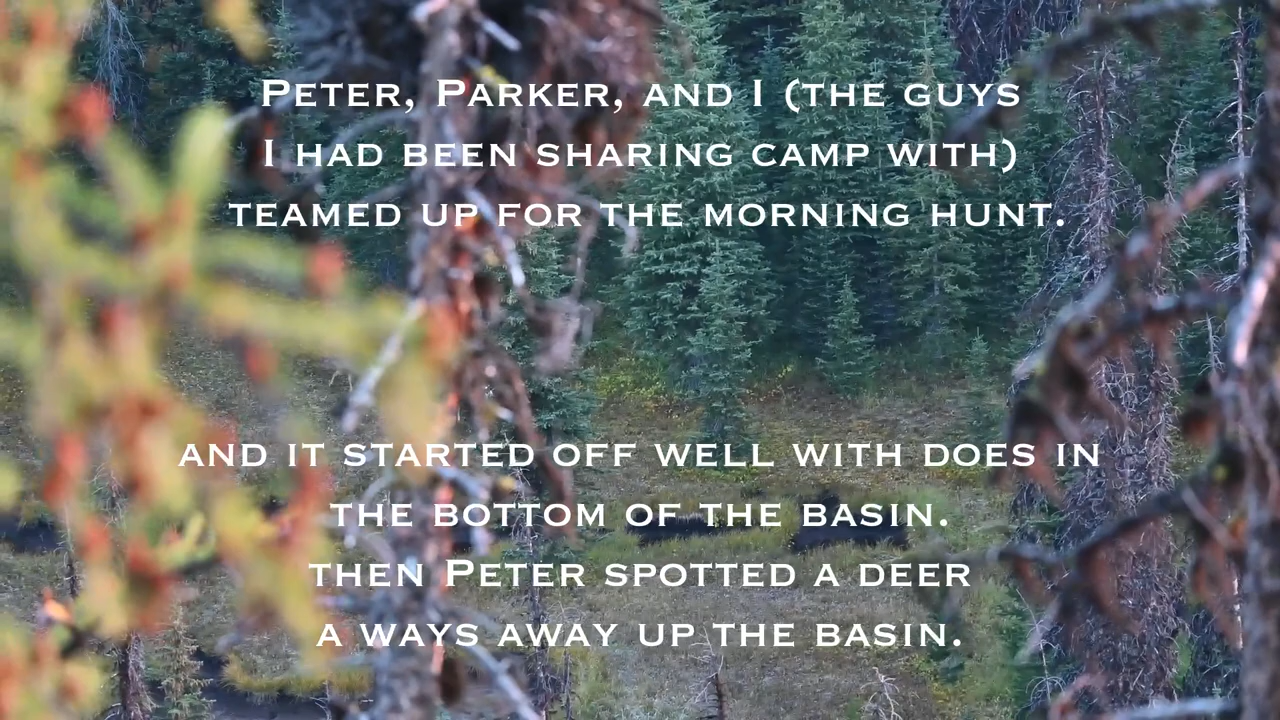 Peter, Parker, and I (the guys
I had been sharing camp with)
teamed up for the morning hunt.
and it started off well with does in
the bottom of the basin.
then Peter spotted a deer
a ways away up the basin.